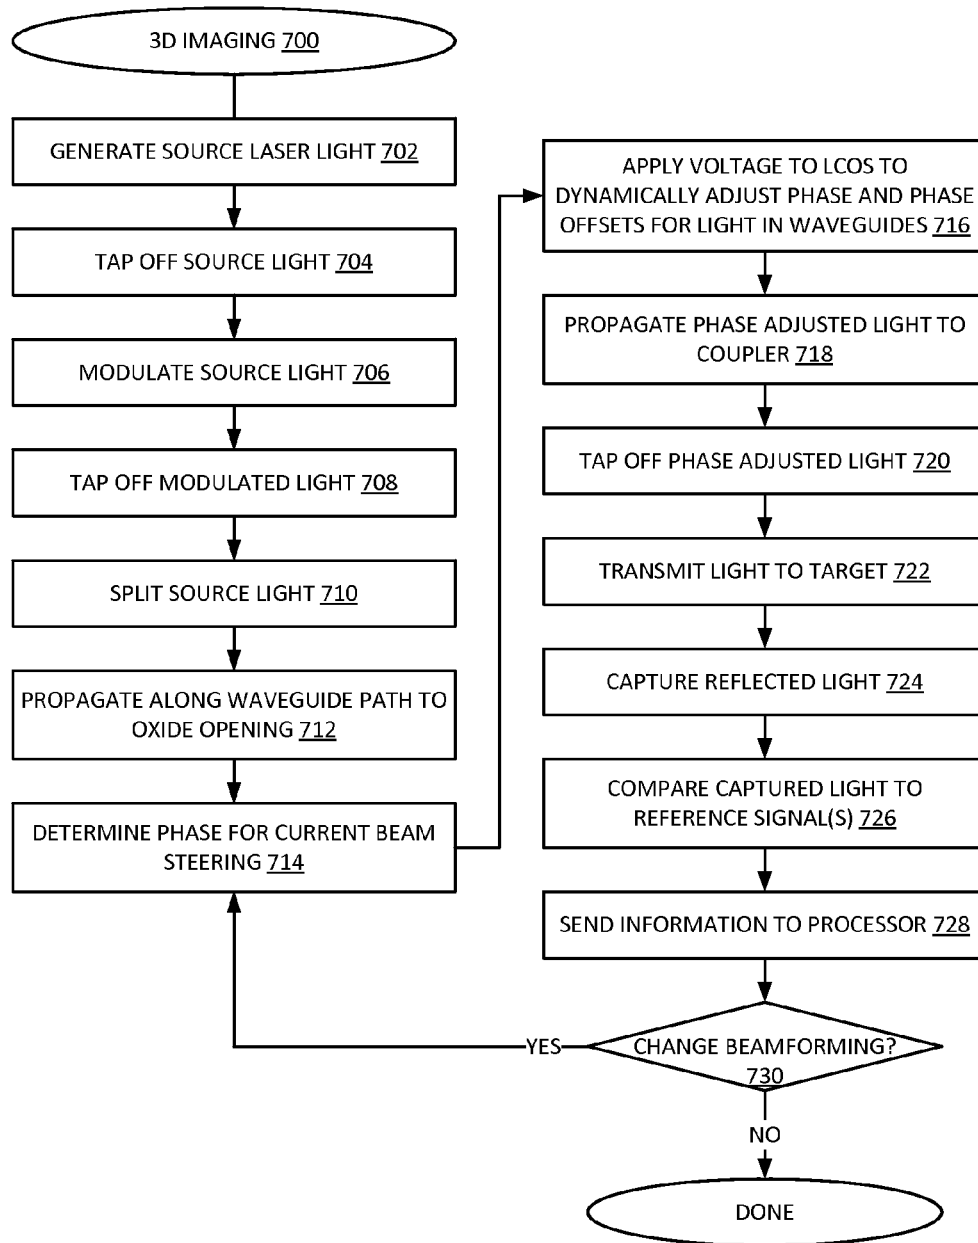 3D IMAGING 700
GENERATE SOURCE LASER LIGHT 702
TAP OFF SOURCE LIGHT 704
MODULATE SOURCE LIGHT 706
TAP OFF MODULATED LIGHT 708
SPLIT SOURCE LIGHT 710
PROPAGATE ALONG WAVEGUIDE PATH TO
OXIDE OPENING 712
DETERMINE PHASE FOR CURRENT BEAM
STEERING 714
APPLY VOLTAGE TO LCOS TO
DYNAMICALLY ADJUST PHASE AND PHASE
OFFSETS FOR LIGHT IN WAVEGUIDES 716
PROPAGATE PHASE ADJUSTED LIGHT TO
COUPLER 718
TAP OFF PHASE ADJUSTED LIGHT 720
TRANSMIT LIGHT TO TARGET 722
CAPTURE REFLECTED LIGHT 724
COMPARE CAPTURED LIGHT TO
REFERENCE SIGNAL(S) 726
SEND INFORMATION TO PROCESSOR 728
CHANGE BEAMFORMING?
730
YES
NO
DONE